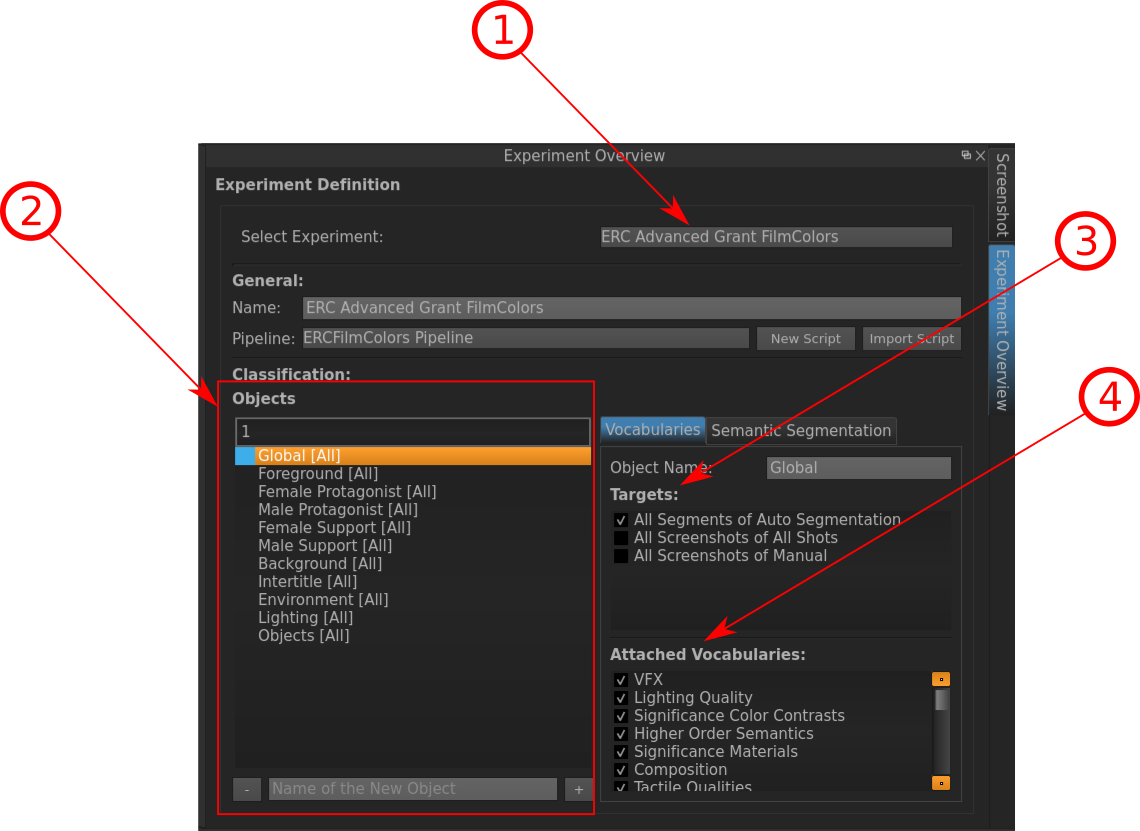 1
Experiment Overview
Screenshot
Experiment Definition
2
Select Experiment:
ERC Advanced Grant FilmColors
3
Experiment Overview
General:
Name:
ERC Advanced Grant FilmColors
Pipeline:
ERCFilmColors Pipeline
New Script
Import Script
Classification:
4
Objects
1
Global [All]
Foreground [All]
Female Protagonist [All]
Male Protagonist [All]
Female Support [All]
Male Support [All]
Background [All]
Intertitle [All]
Environment [All]
Lighting [All]
Objects [All]
-
Name of the New Object
+
Vocabularies
Semantic Segmentation
Object Name:
Global
Targets:
All Segments of Auto Segmentation
All Screenshots of All Shots
All Screenshots of Manual
Attached Vocabularies:
VFX
Lighting Quality
Significance Color Contrasts
Higher Order Semantics
Significance Materials
Composition
Tactile Qualities